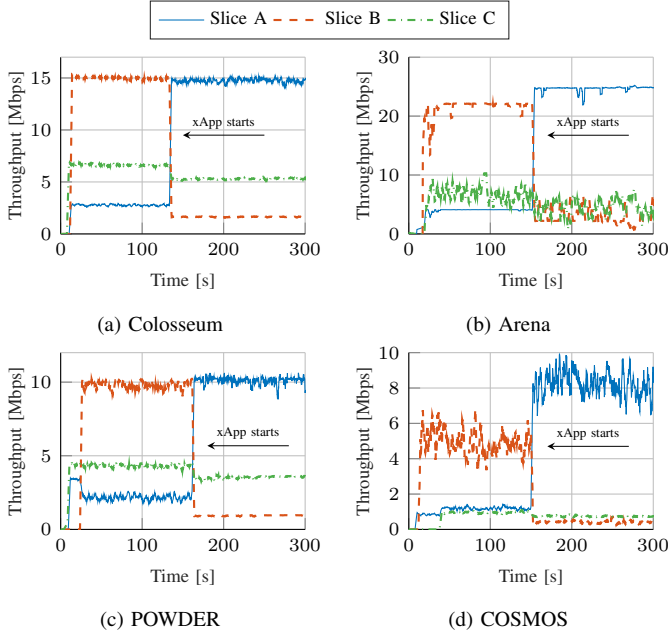 Slice A Slice B Slice C
15
10
5
0
0 100 200 300
Throughput [Mbps]
Time [s]
xApp starts
(a) Colosseum
30
20
10
0
0 100 200 300
Throughput [Mbps]
Time [s]
xApp starts
(b) Arena
10
5
0
0 100 200 300
Throughput [Mbps]
Time [s]
xApp starts
(c) POWDER
10
8
6
4
2
0
0 100 200 300
Throughput [Mbps]
Time [s]
xApp starts
(d) COSMOS